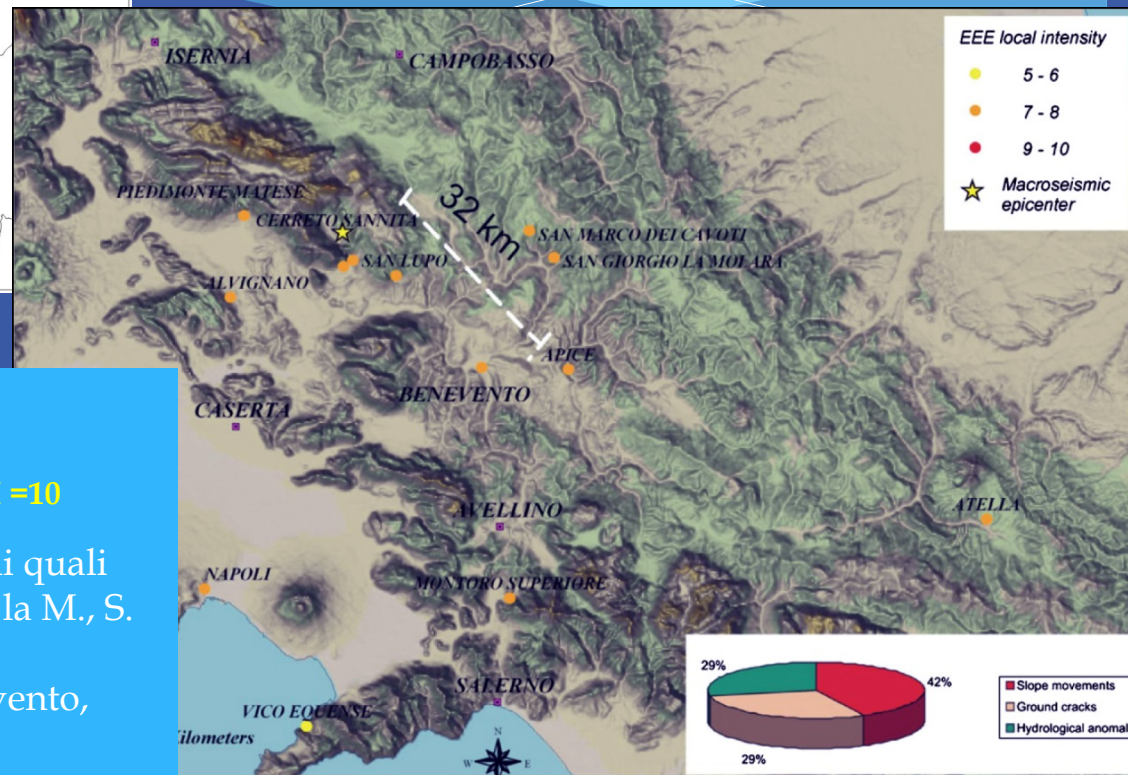 ISERNIA
CAMPOBASSO
EEE local intensity
5 - 6
7 - 8
9 - 10
Macroseismic
epicenter
PIEDIMONTE MATESE
CERRETO SANNITA
32 km
SAN MARCO DEI CAVOTI
SAN LUPO
SAN GIORGIO LA MOLARA
ALVIGNANO
APICE
BENEVENTO
CASERTA
=10
AVELLINO
ATELLA
i quali
NAPOLI
MONTORO SUPERIORE
la M., S.
29%
42%
SALERNO
Slope movements
Ground cracks
Hydrological anomal
vento,
VICO EQUENSE
Kilometers
N
W
E
29%